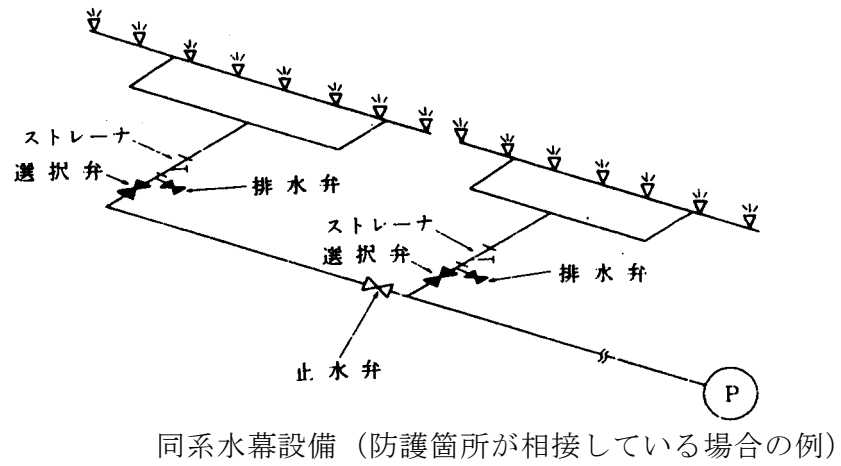 ストレーナ
選択弁
排水弁
ストレーナ
選択弁
排水弁
止水弁
P
同系水幕設備（防護箇所が相接している場合の例）